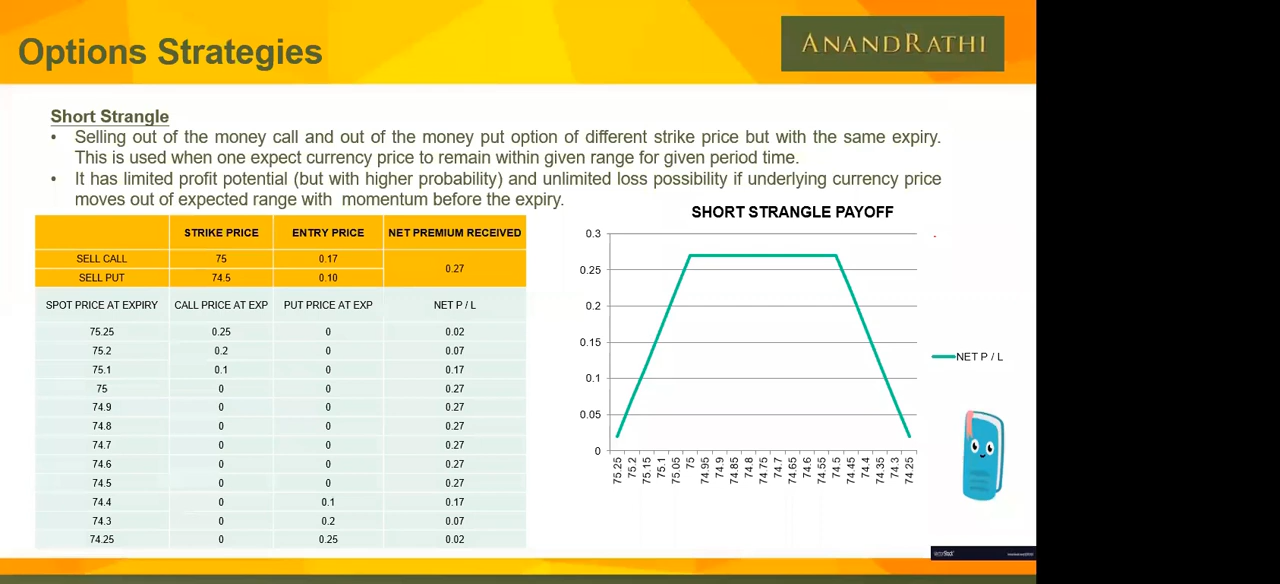 Options Strategies
ANANDRATHI
Short Strangle
• Selling out of the money call and out of the money put option of different strike price but with the same expiry.
This is used when one expect currency price to remain within given range for given period time.
• It has limited profit potential (but with higher probability) and unlimited loss possibility if underlying currency price
moves out of expected range with momentum before the expiry.
STRIKE PRICE ENTRY PRICE NET PREMIUM RECEIVED
SELL CALL 75 0.17
0.27
SELL PUT 74.5 0.10
SPOT PRICE AT EXPIRY CALL PRICE AT EXP PUT PRICE AT EXP NET P / L
75.25 0.25 0 0.02
75.2 0.2 0 0.07
75.1 0.1 0 0.17
75 0 0 0.27
74.9 0 0 0.27
74.8 0 0 0.27
74.7 0 0 0.27
74.6 0 0 0.27
74.5 0 0 0.27
74.4 0 0.1 0.17
74.3 0 0.2 0.07
74.25 0 0.25 0.02
SHORT STRANGLE PAYOFF
0.3
0.25
0.2
0.15
0.1
0.05
0
75.25 75.2 75.15 75.1 75.05 75 74.95 74.9 74.85 74.8 74.75 74.7 74.65 74.6 74.55 74.5 74.45 74.4 74.35 74.3 74.25
NET P / L
VectorStock